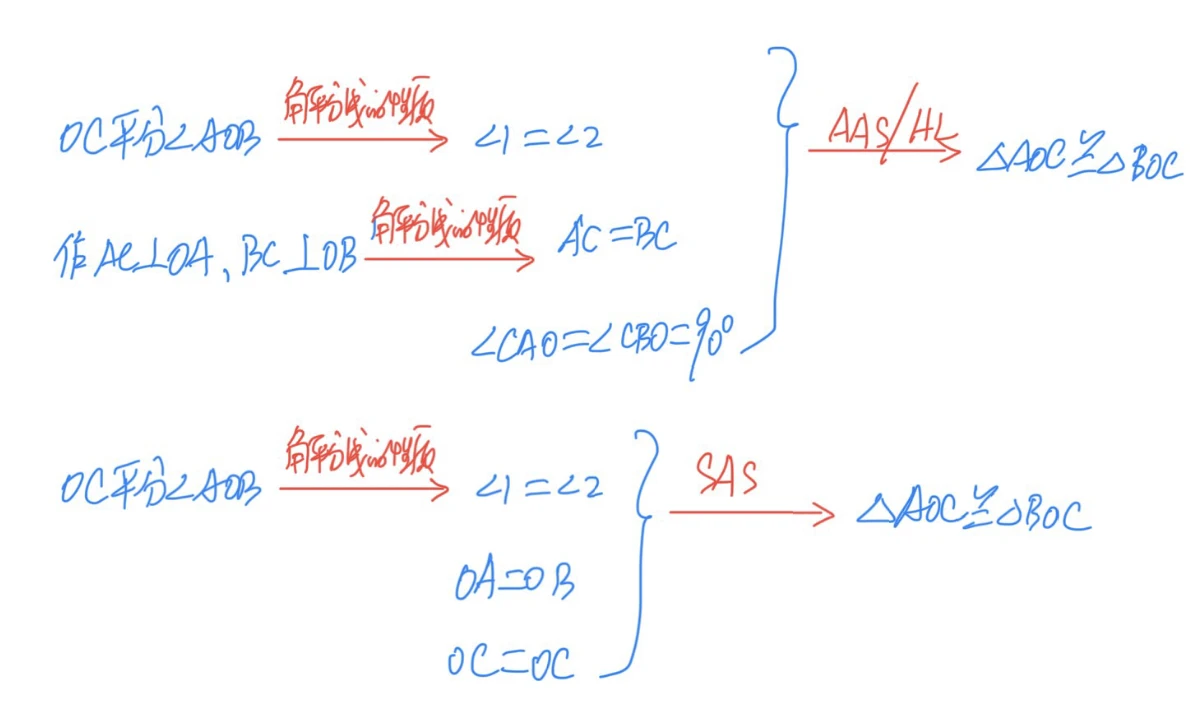 OC平分∠AOB 角平分线的性质 ∠1=∠2
作AC⊥OA、BC⊥OB 角平分线的性质 AC=BC
∠CAO=∠CBO=90°
AAS/HL △AOC≌△BOC
OC平分∠AOB 角平分线的性质 ∠1=∠2
OA=OB
OC=OC
SAS △AOC≌△BOC